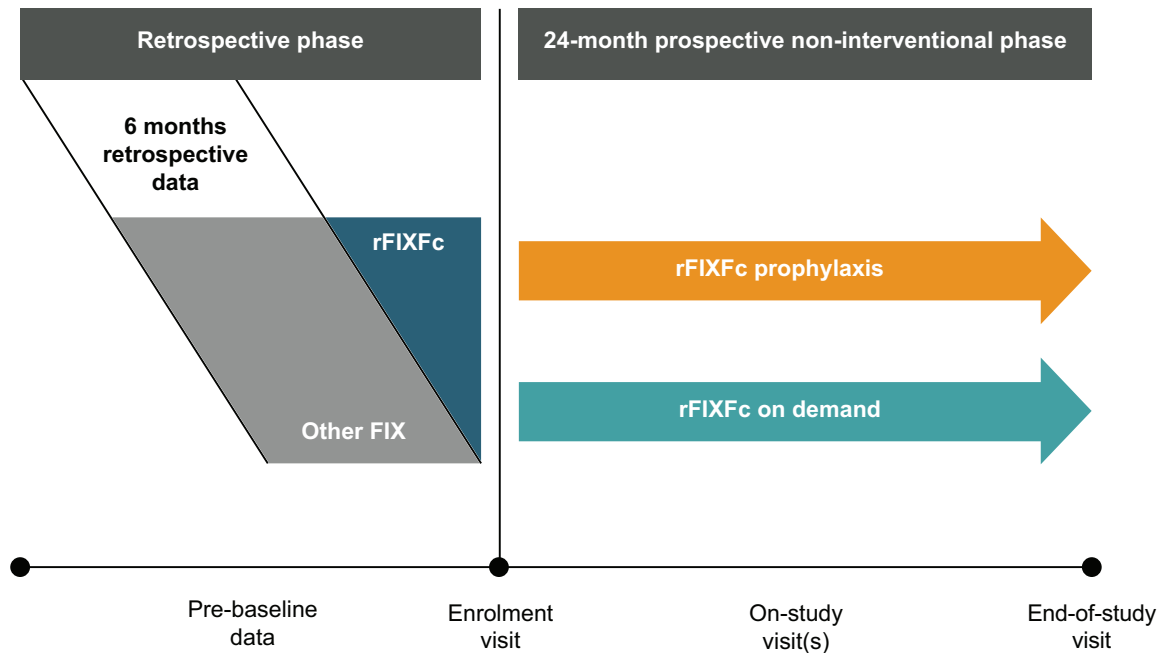 Retrospective phase
24-month prospective non-interventional phase
6 months
retrospective
data
rFIXFc
Other FIX
rFIXFc prophylaxis
rFIXFc on demand
Pre-baseline
data
Enrolment
visit
On-study
visit(s)
End-of-study
visit